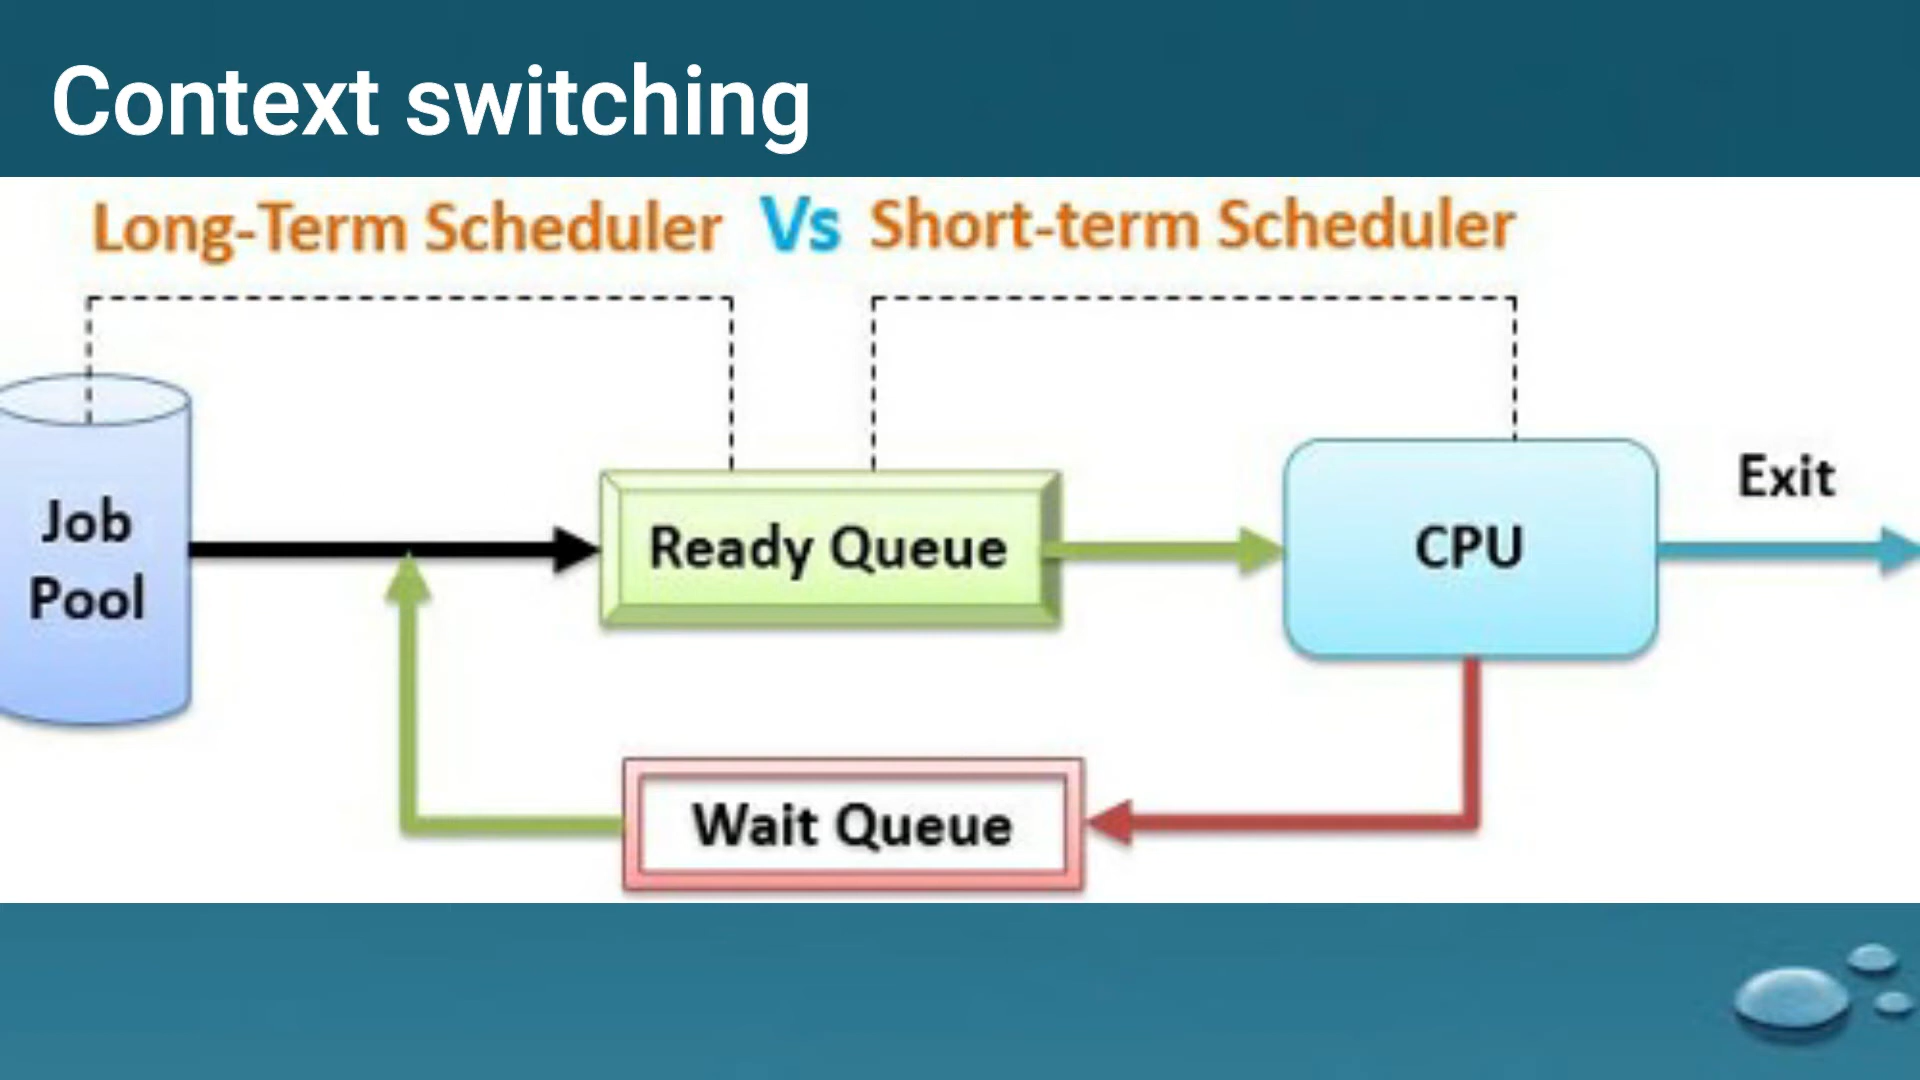 Context switching
Long-Term Scheduler Vs Short-term Scheduler
Job
Pool
Ready Queue
CPU
Exit
Wait Queue